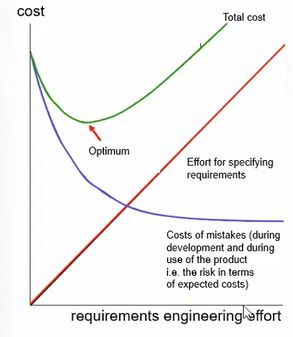 cost
Total cost
Optimum
Effort for specifying
requirements
Costs of mistakes (during
development and during
use of the product
i.e. the risk in terms
of expected costs)
requirements engineering effort